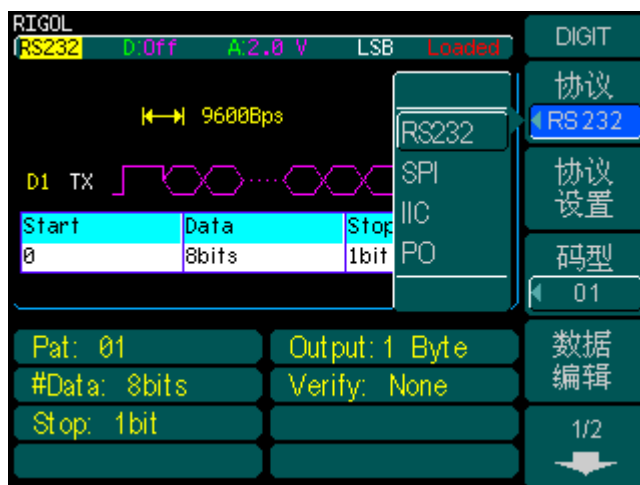 RIGOL
RS232 D:Off A:2.0 V LSB Loaded
9600Bps
D1 TX
Start Data Stop
0 8bits 1bit
RS232
SPI
IIC
PO
Pat: 01 Output: 1 Byte
#Data: 8bits Verify: None
Stop: 1bit
DIGIT
协议
RS232
协议
设置
码型
01
数据
编辑
1/2